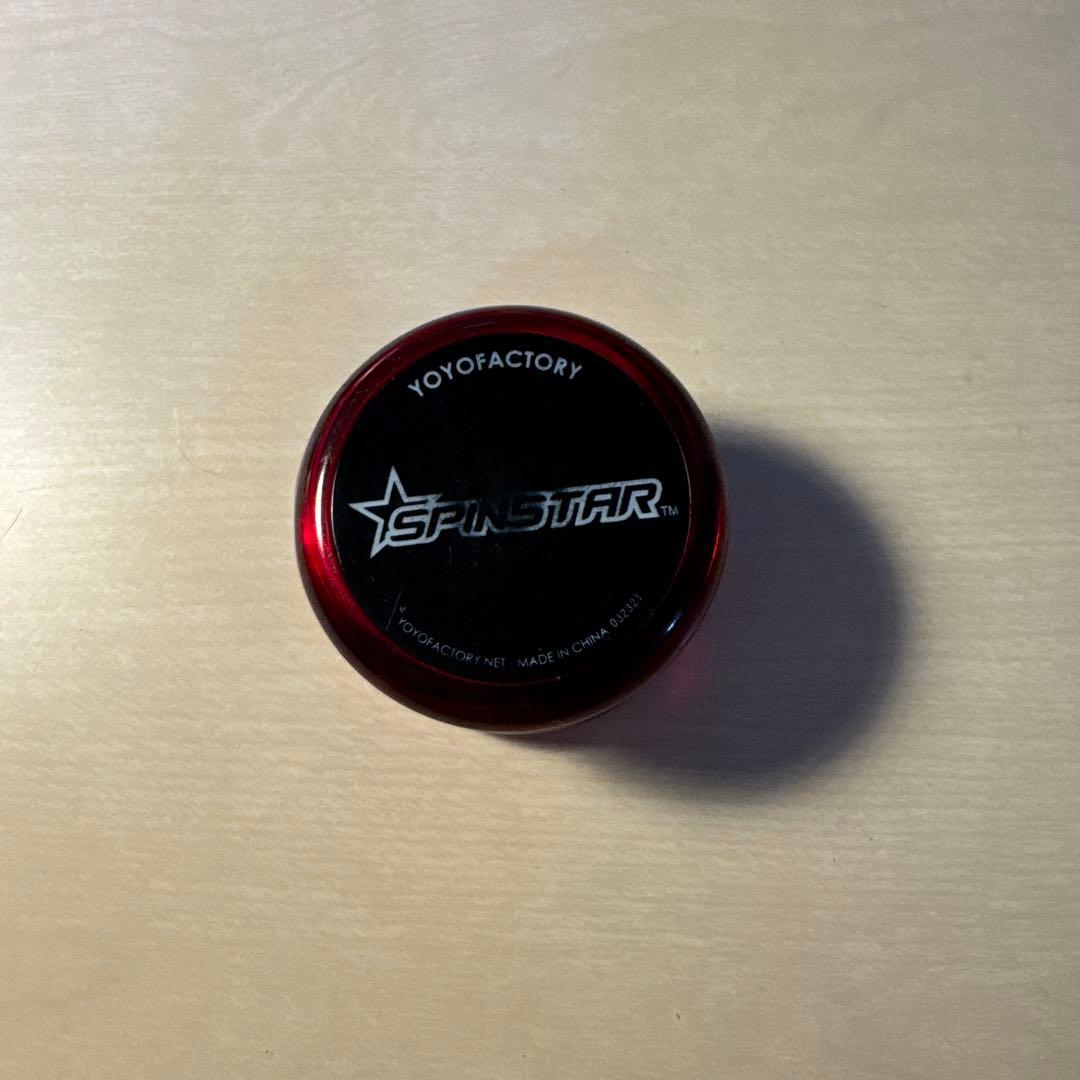 YOYOFACTORY
SPINSTAR™
YOYOFACTORY.NET · MADE IN CHINA 032321